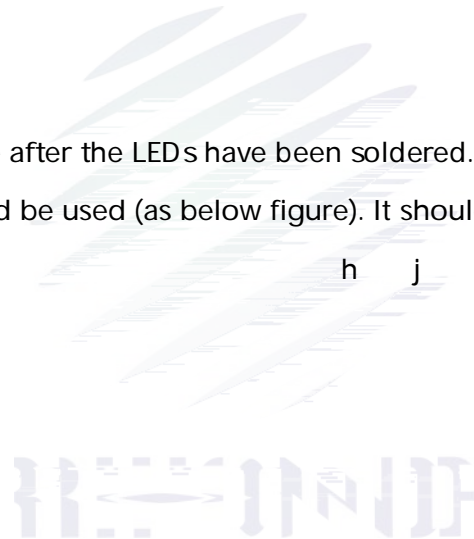 after the LEDs have been soldered.
d be used (as below figure). It shoul
h j